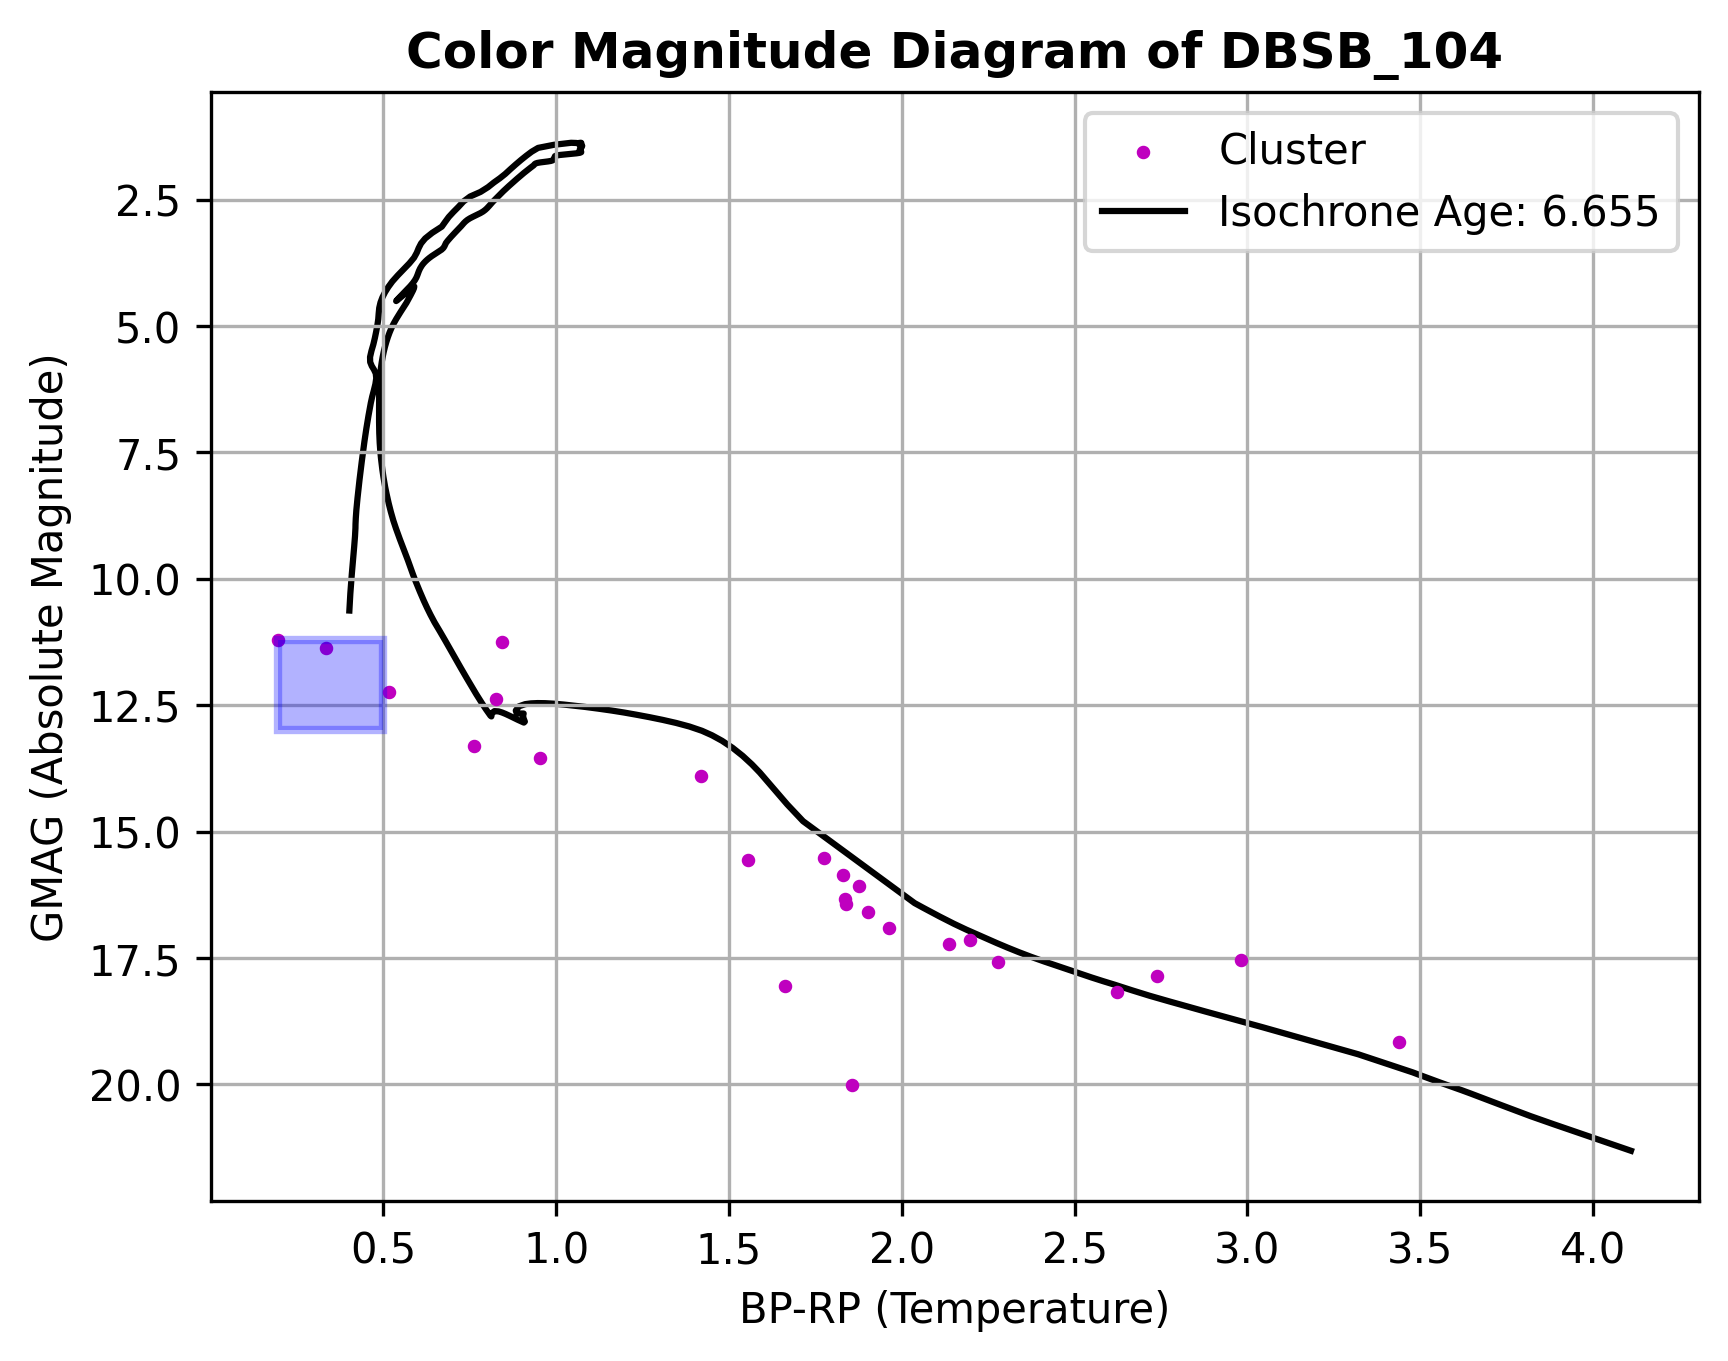 Color Magnitude Diagram of DBSB_104
Cluster
Isochrone Age: 6.655
GMAG (Absolute Magnitude)
2.5
5.0
7.5
10.0
12.5
15.0
17.5
20.0
0.5 1.0 1.5 2.0 2.5 3.0 3.5 4.0
BP-RP (Temperature)